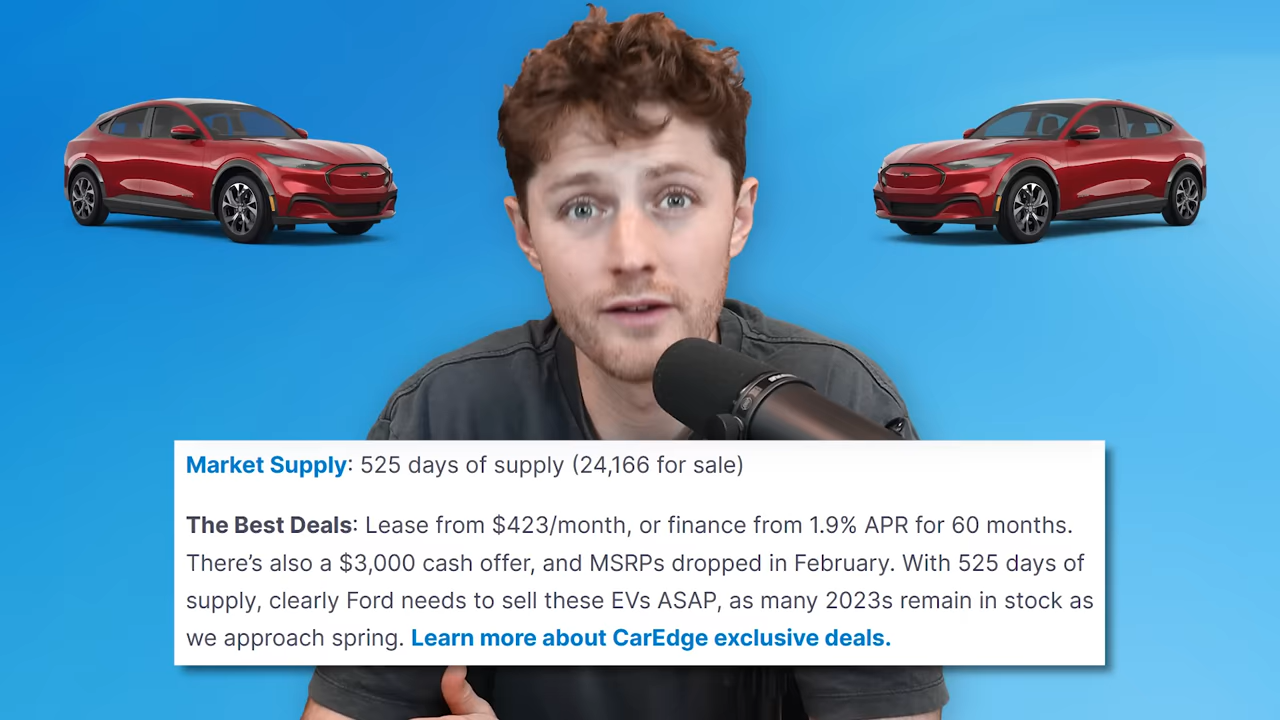 Market Supply: 525 days of supply (24,166 for sale)
The Best Deals: Lease from $423/month, or finance from 1.9% APR for 60 months.
There's also a $3,000 cash offer, and MSRPs dropped in February. With 525 days of
supply, clearly Ford needs to sell these EVs ASAP, as many 2023s remain in stock as
we approach spring. Learn more about CarEdge exclusive deals.